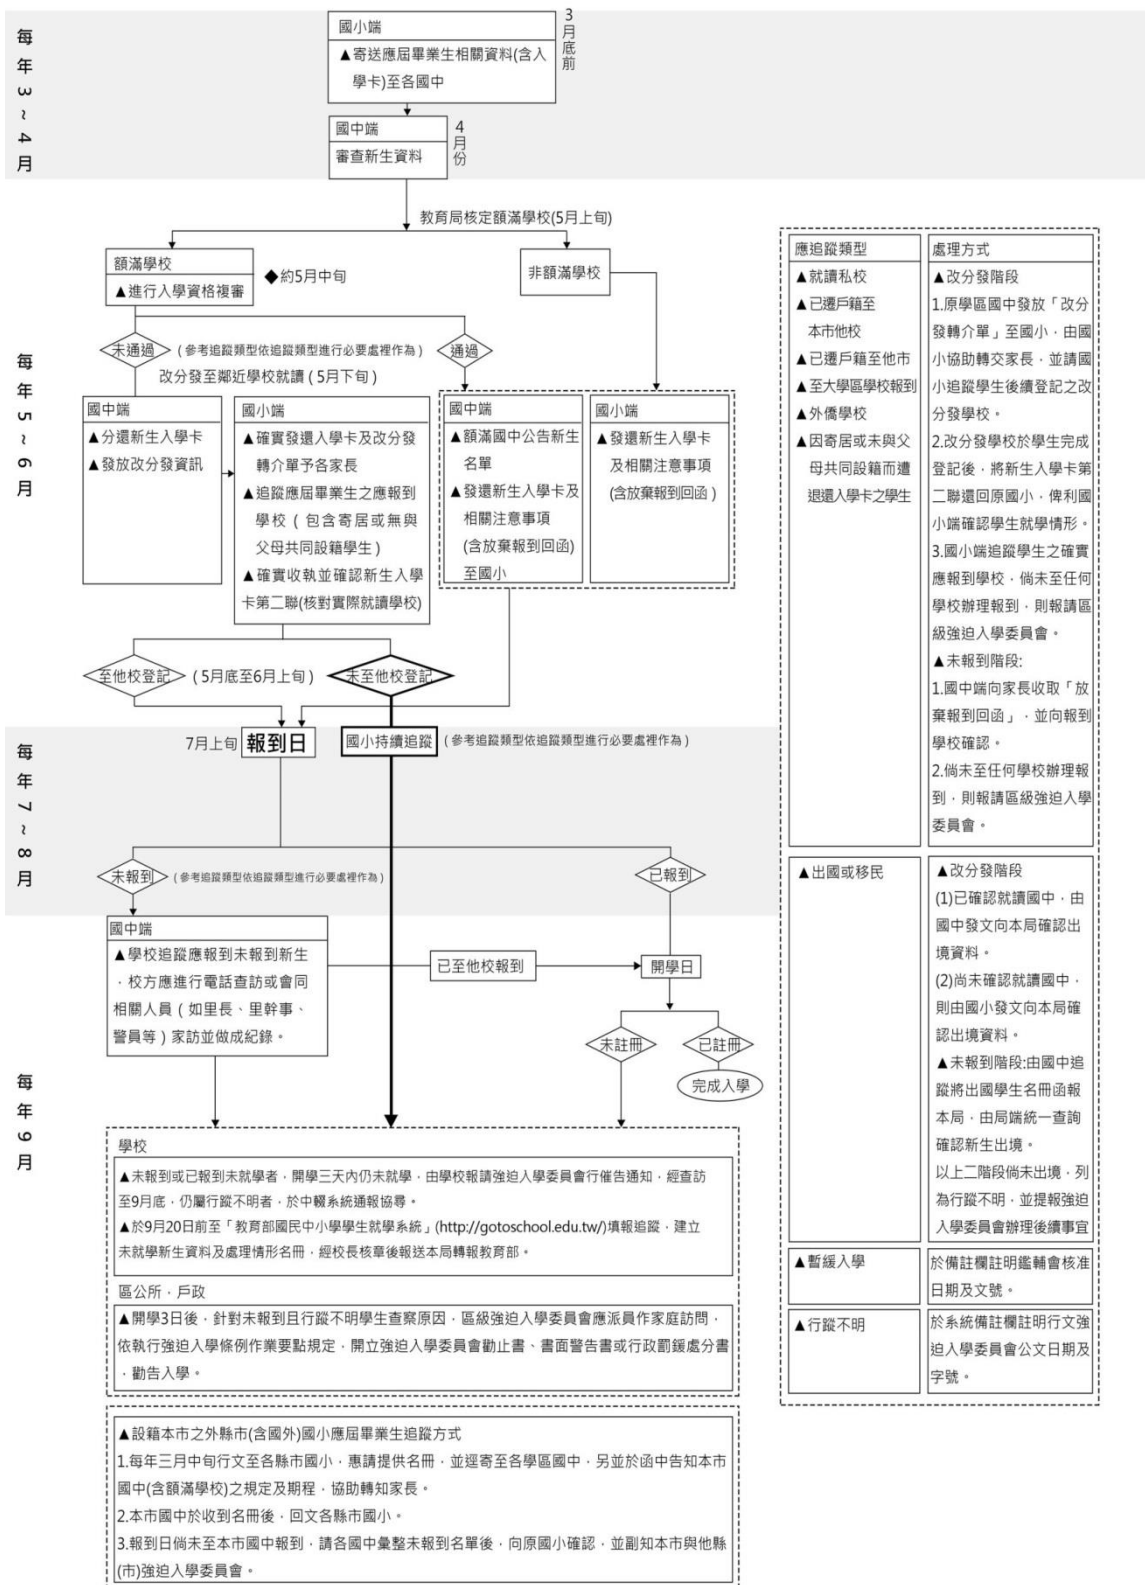 每年3~4月
國小端
▲寄送應屆畢業生相關資料(含入
學卡)至各國中
3月底前
國中端
審查新生資料
4月份
教育局核定額滿學校(5月上旬)
每年5~6月
額滿學校
▲進行入學資格複審
◆約5月中旬
非額滿學校
未通過
(參考追蹤類型依追蹤類型進行必要處裡作為)
通過
改分發至鄰近學校就讀(5月下旬)
國中端
▲分還新生入學卡
▲發放改分發資訊
國小端
▲確實發還入學卡及改分發
轉介單予各家長
▲追蹤應屆畢業生之應報到
學校(包含寄居或無與
父母共同設籍學生)
▲確實收執並確認新生入學
卡第二聯(核對實際就讀學校)
國中端
▲額滿國中公告新生
名單
▲發還新生入學卡及
相關注意事項
(含放棄報到回函)
至國小
國小端
▲發還新生入學卡
及相關注意事項
(含放棄報到回函)
至他校登記
(5月底至6月上旬)
未至他校登記
每年7~8月
7月上旬
報到日
國小持續追蹤
(參考追蹤類型依追蹤類型進行必要處裡作為)
未報到
(參考追蹤類型依追蹤類型進行必要處裡作為)
已報到
每年9月
國中端
▲學校追蹤應報到未報到新生
，校方應進行電話查訪或會同
相關人員(如里長、里幹事、
警員等)家訪並做成紀錄。
已至他校報到
開學日
未註冊
已註冊
完成入學
學校
▲未報到或已報到未就學者，開學三天內仍未就學，由學校報請強迫入學委員會行催告通知，經查訪
至9月底，仍屬行蹤不明者，於中輟系統通報協尋。
▲於9月20日前至「教育部國民中小學學生就學系統」(http://gotoschool.edu.tw/)填報追蹤，建立
未就學新生資料及處理情形名冊，經校長核章後報送本局轉報教育部。
區公所，戶政
▲開學3日後，針對未報到且行蹤不明學生查察原因，區級強迫入學委員會應派員作家庭訪問，
依執行強迫入學條例作業要點規定，開立強迫入學委員會勸止書、書面警告書或行政罰鍰處分書
，勸告入學。
▲設籍本市之外縣市(含國外)國小應屆畢業生追蹤方式
1.每年三月中旬行文至各縣市國小，惠請提供名冊，並逕寄至各學區國中，另並於函中告知本市
國中(含額滿學校)之規定及期程，協助轉知家長。
2.本市國中於收到名冊後，回文各縣市國小。
3.報到日尚未至本市國中報到，請各國中彙整未報到名單後，向原國小確認，並副知本市與他縣
(市)強迫入學委員會。
應追蹤類型
▲就讀私校
▲已遷戶籍至
本市他校
▲已遷戶籍至他市
▲至大學區學校報到
▲外僑學校
▲因寄居或未與父
母共同設籍而遭
退還入學卡之學生
處理方式
▲改分發階段
1.原學區國中發放「改分
發轉介單」至國小，由國
小協助轉交家長，並請國
小追蹤學生後續登記之改
分發學校。
2.改分發學校於學生完成
登記後，將新生入學卡第
二聯還回原國小，俾利國
小端確認學生就學情形。
3.國小端追蹤學生之確實
應報到學校，倘未至任何
學校辦理報到，則報請區
級強迫入學委員會。
▲未報到階段:
1.國中端向家長收取「放
棄報到回函」，並向報到
學校確認。
2.倘未至任何學校辦理報
到，則報請區級強迫入學
委員會。
▲出國或移民
▲改分發階段
(1)已確認就讀國中，由
國中發文向本局確認出
境資料。
(2)尚未確認就讀國中，
則由國小發文向本局確
認出境資料。
▲未報到階段:由國中追
蹤將出國學生名冊函報
本局，由局端統一查詢
確認新生出境。
以上二階段倘未出境，列
為行蹤不明，並提報強迫
入學委員會辦理後續事宜
▲暫緩入學
於備註欄註明鑑輔會核准
日期及文號。
▲行蹤不明
於系統備註欄註明行文強
迫入學委員會公文日期及
字號。